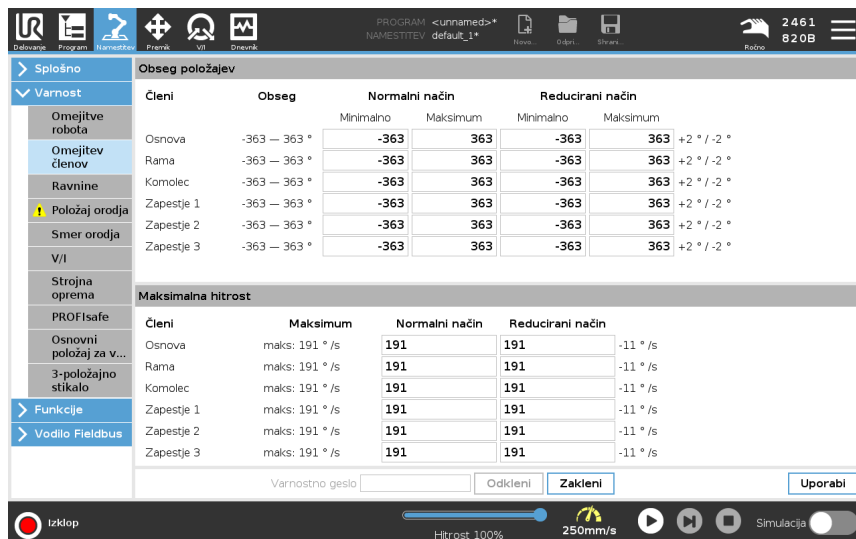 UR
Delovanje
Program
Namestitev
Premik
V/I
Dnevnik
PROGRAM <unnamed>*
NAMESTITEV default_1*
Novo...
Odpri...
Shrani...
Ročno
2461
820B
Splošno
Varnost
Omejitve
robota
Omejitev
členov
Ravnine
Položaj orodja
Smer orodja
V/I
Strojna
oprema
PROFIsafe
Osnovni
položaj za v...
3-položajno
stikalo
Funkcije
Vodilo Fieldbus
Obseg položajev
Členi Obseg Normalni način Reducirani način
Minimalno Maksimum Minimalno Maksimum
Osnova -363 — 363 ° -363 363 -363 363 +2 ° / -2 °
Rama -363 — 363 ° -363 363 -363 363 +2 ° / -2 °
Komolec -363 — 363 ° -363 363 -363 363 +2 ° / -2 °
Zapestje 1 -363 — 363 ° -363 363 -363 363 +2 ° / -2 °
Zapestje 2 -363 — 363 ° -363 363 -363 363 +2 ° / -2 °
Zapestje 3 -363 — 363 ° -363 363 -363 363 +2 ° / -2 °
Maksimalna hitrost
Členi Maksimum Normalni način Reducirani način
Osnova maks: 191 ° /s 191 191 -11 ° /s
Rama maks: 191 ° /s 191 191 -11 ° /s
Komolec maks: 191 ° /s 191 191 -11 ° /s
Zapestje 1 maks: 191 ° /s 191 191 -11 ° /s
Zapestje 2 maks: 191 ° /s 191 191 -11 ° /s
Zapestje 3 maks: 191 ° /s 191 191 -11 ° /s
Varnostno geslo Odkleni Zakleni Uporabi
Izklop
Hitrost 100%
250mm/s
Simulacija